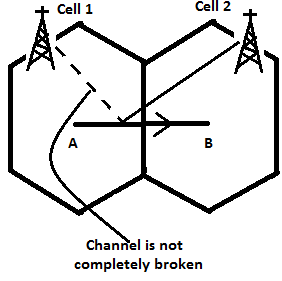 Cell 1
Cell 2
A
B
Channel is not
completely broken